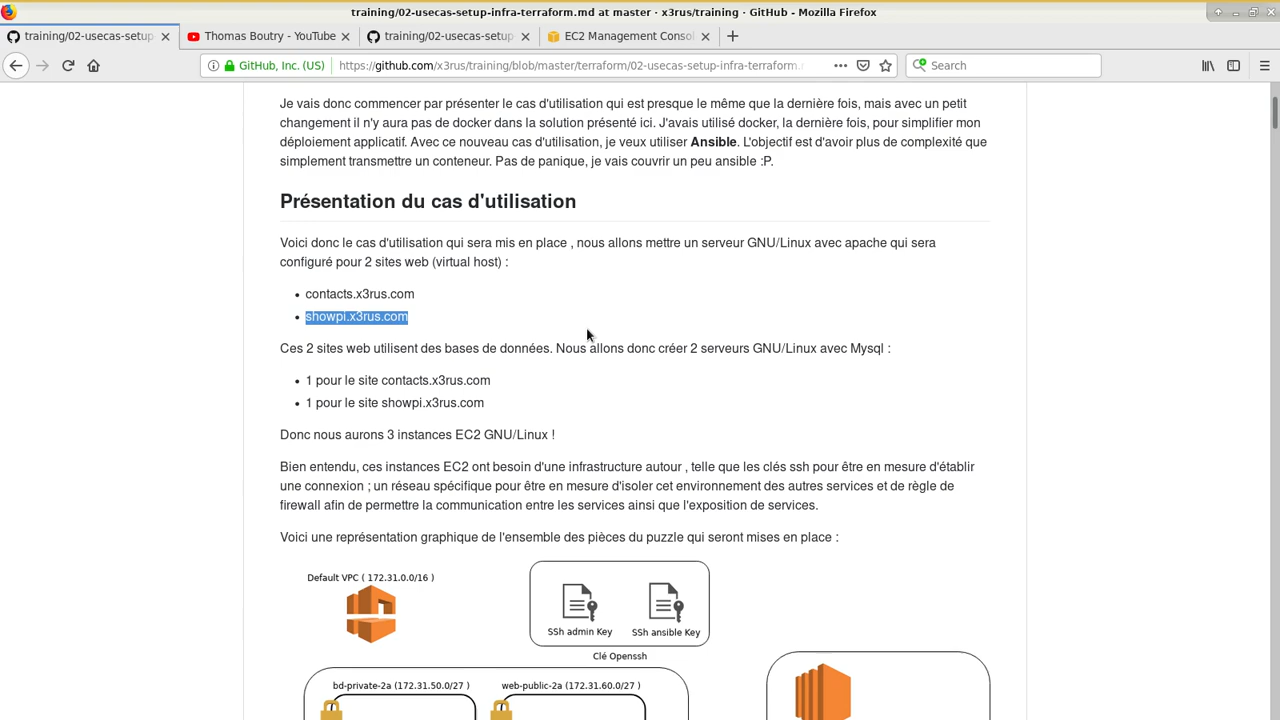 training/02-usecas-setup-infra-terraform.md at master · x3rus/training · GitHub - Mozilla Firefox
training/02-usecas-setup-
Thomas Boutry - YouTube
training/02-usecas-setup-
EC2 Management Consol
GitHub, Inc. (US)
https://github.com/x3rus/training/blob/master/terraform/02-usecas-setup-infra-terraform.
Search
Je vais donc commencer par présenter le cas d'utilisation qui est presque le même que la dernière fois, mais avec un petit
changement il n'y aura pas de docker dans la solution présenté ici. J'avais utilisé docker, la dernière fois, pour simplifier mon
déploiement applicatif. Avec ce nouveau cas d'utilisation, je veux utiliser Ansible. L'objectif est d'avoir plus de complexité que
simplement transmettre un conteneur. Pas de panique, je vais couvrir un peu ansible :P.
Présentation du cas d'utilisation
Voici donc le cas d'utilisation qui sera mis en place , nous allons mettre un serveur GNU/Linux avec apache qui sera
configuré pour 2 sites web (virtual host) :
• contacts.x3rus.com
• showpi.x3rus.com
Ces 2 sites web utilisent des bases de données. Nous allons donc créer 2 serveurs GNU/Linux avec Mysql :
• 1 pour le site contacts.x3rus.com
• 1 pour le site showpi.x3rus.com
Donc nous aurons 3 instances EC2 GNU/Linux !
Bien entendu, ces instances EC2 ont besoin d'une infrastructure autour , telle que les clés ssh pour être en mesure d'établir
une connexion ; un réseau spécifique pour être en mesure d'isoler cet environnement des autres services et de règle de
firewall afin de permettre la communication entre les services ainsi que l'exposition de services.
Voici une représentation graphique de l'ensemble des pièces du puzzle qui seront mises en place :
Default VPC ( 172.31.0.0/16 )
SSh admin Key
SSh ansible Key
Clé Openssh
bd-private-2a (172.31.50.0/27 )
web-public-2a (172.31.60.0/27 )